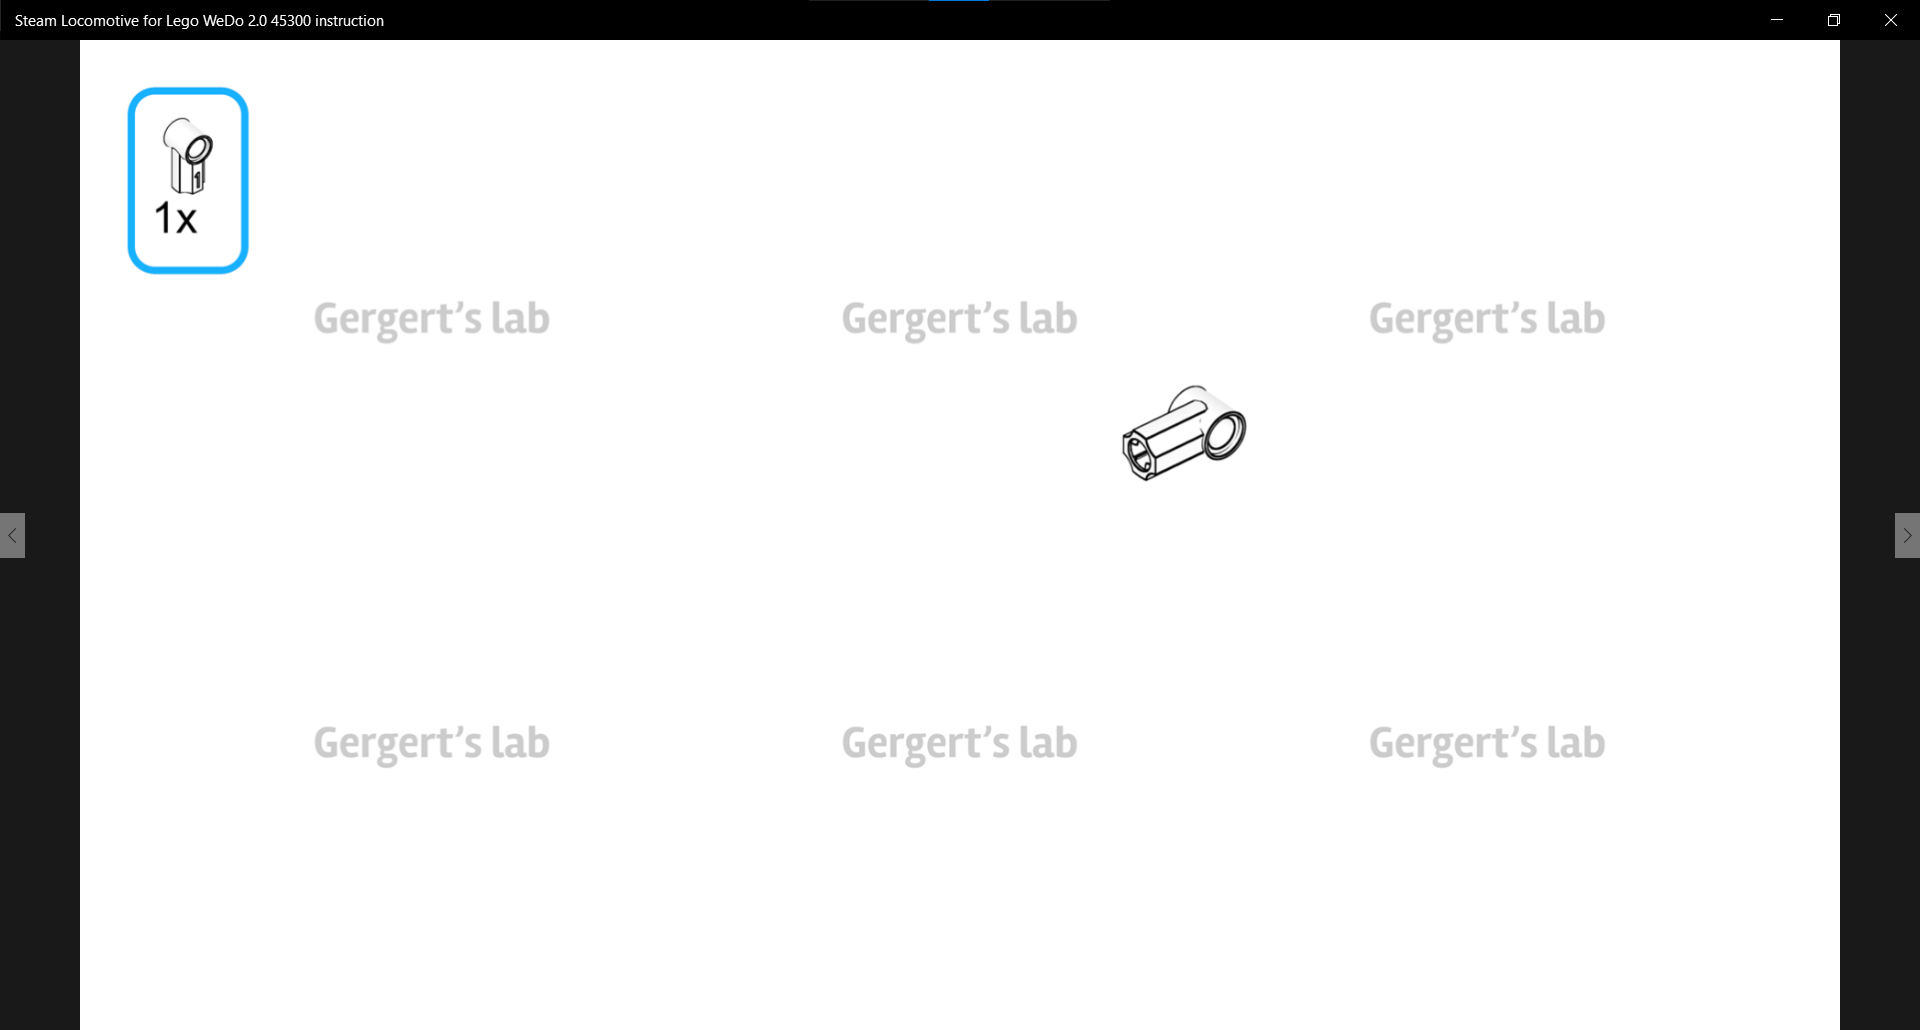 Steam Locomotive for Lego WeDo 2.0 45300 instruction
1
1x
Gergert’s lab Gergert’s lab Gergert’s lab
Gergert’s lab Gergert’s lab Gergert’s lab